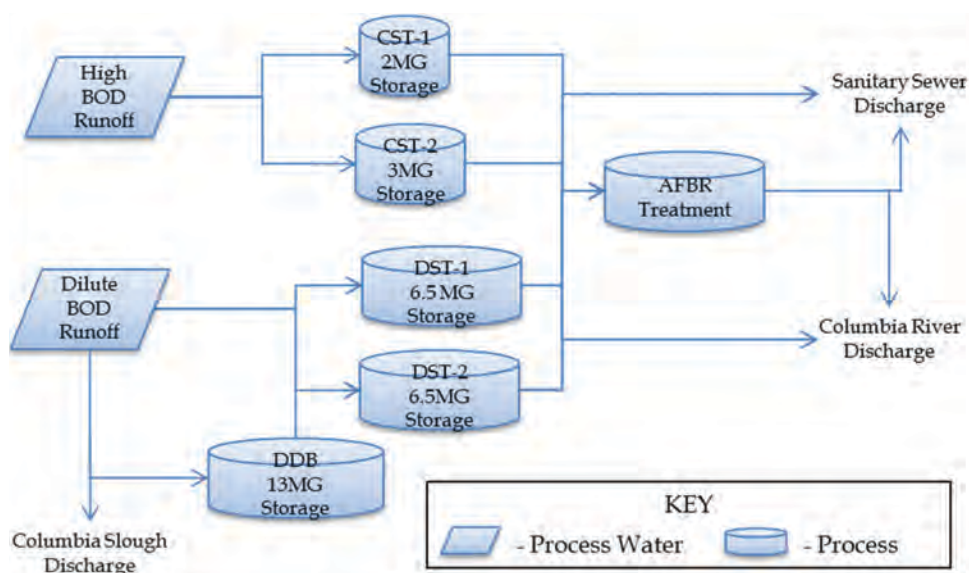 High
BOD
Runoff
CST-1
2MG
Storage
CST-2
3MG
Storage
Sanitary Sewer
Discharge
AFBR
Treatment
Dilute
BOD
Runoff
DST-1
6.5 MG
Storage
DST-2
6.5MG
Storage
Columbia River
Discharge
DDB
13MG
Storage
Columbia Slough
Discharge
KEY
- Process Water
- Process